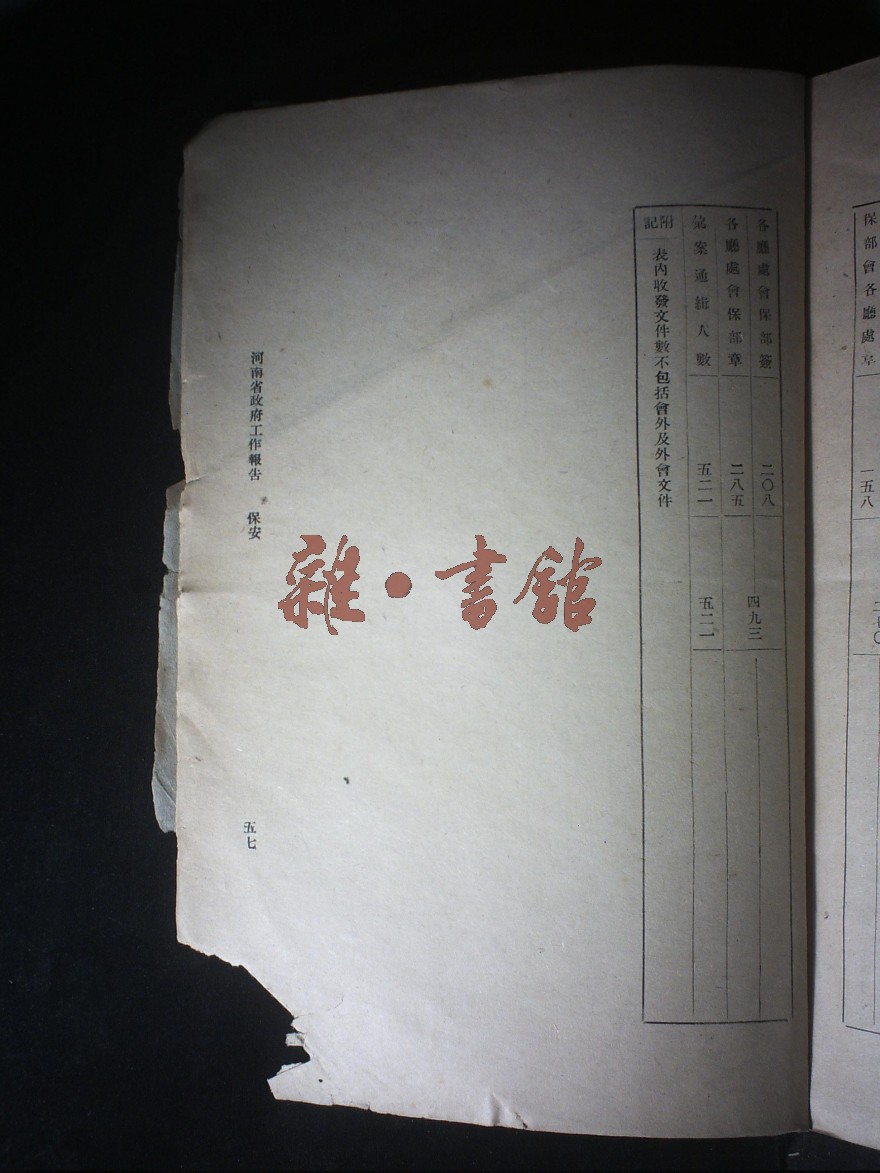 保部會各廳處章
一五八
各廳處會保部簽
二〇八
各廳處會保部章
二八五
四九三
案通緝人數
五二一
五二一
附記
表內收發文件數不包括會外及外會文件
河南省政府工作報告 保安
五七
雜·書館